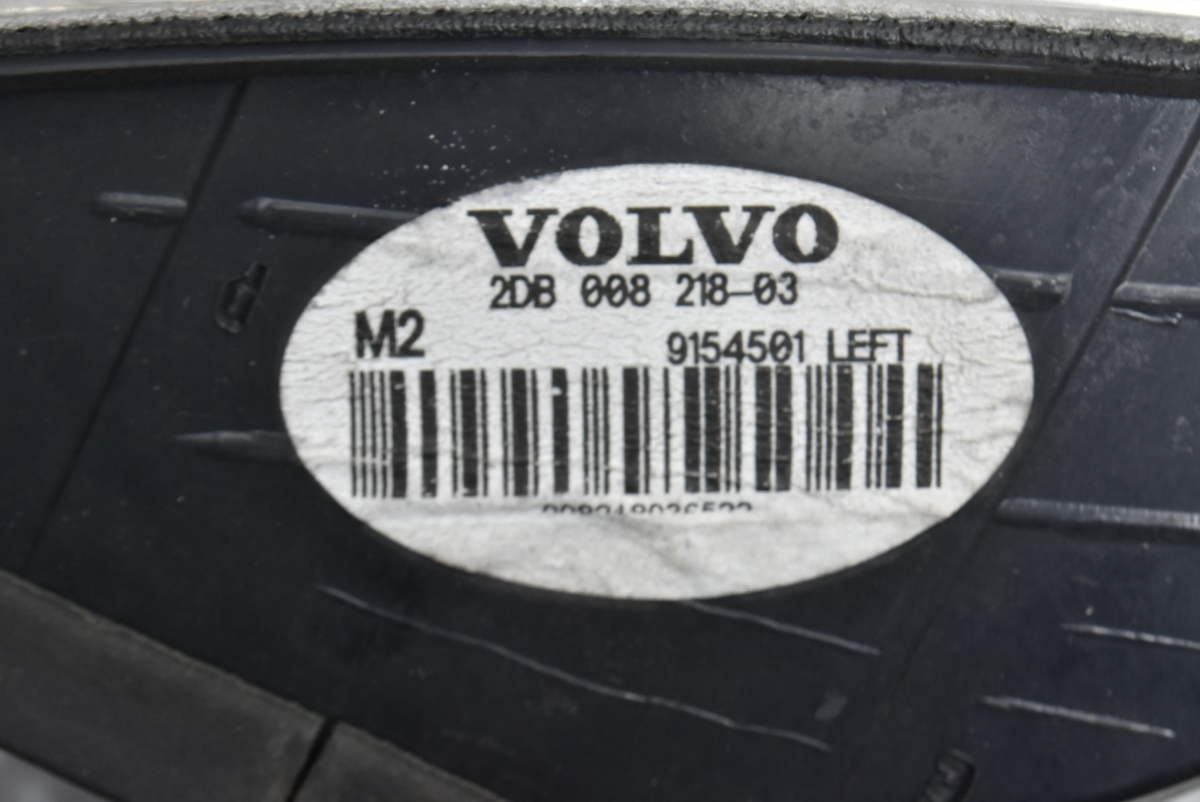 VOLVO
2DB 008 218-03
M2
9154501 LEFT